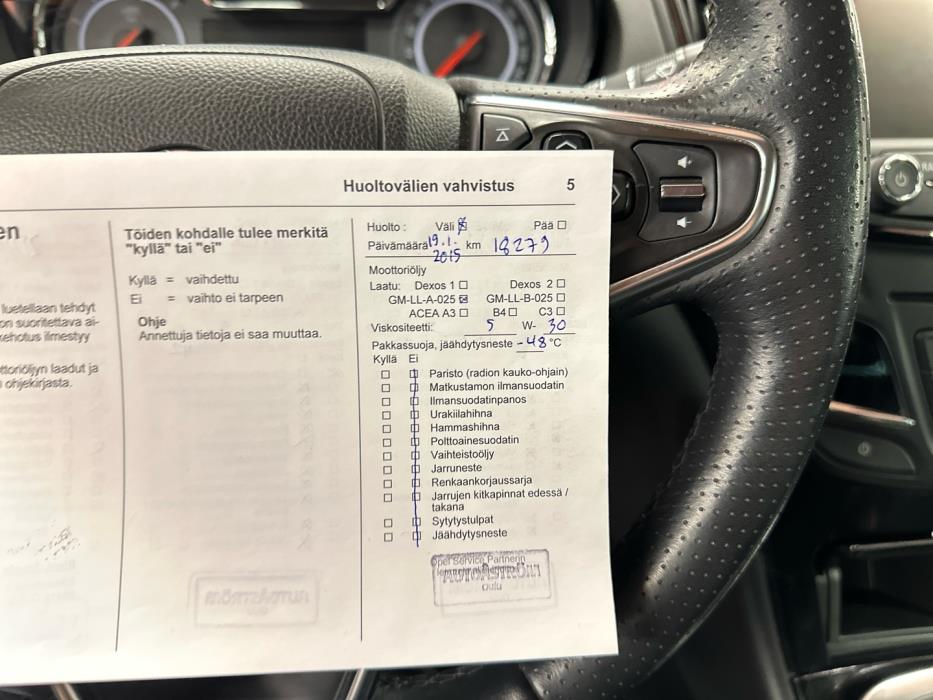 Huoltovälien vahvistus 5
en
luetellaan tehdyt
on suoritettava ai-
kehotus ilmestyy
ttoriöljyn laadut ja
ohjekirjasta.
Töiden kohdalle tulee merkitä
"kyllä" tai "ei"
Kyllä = vaihdettu
Ei = vaihto ei tarpeen
Ohje
Annettuja tietoja ei saa muuttaa.
Huolto : Väli ☒ Pää ☐
Päivämäärä 19.1. 2015 km 18279
Moottoriöljy
Laatu: Dexos 1 ☐ Dexos 2 ☐
GM-LL-A-025 ☒ GM-LL-B-025 ☐
ACEA A3 ☐ B4 ☐ C3 ☐
Viskositeetti: 5 W- 30
Pakkassuoja, jäähdytysneste -48 °C
Kyllä Ei
Paristo (radion kauko-ohjain)
Matkustamon ilmansuodatin
Ilmansuodatinpanos
Urakiilahihna
Hammashihna
Polttoainesuodatin
Vaihteistoöljy
Jarruneste
Renkaankorjaussarja
Jarrujen kitkapinnat edessä /
takana
Sytytystulpat
Jäähdytysneste
Opel Service Partnerin
AUTOÅSTRÖM
Oulu